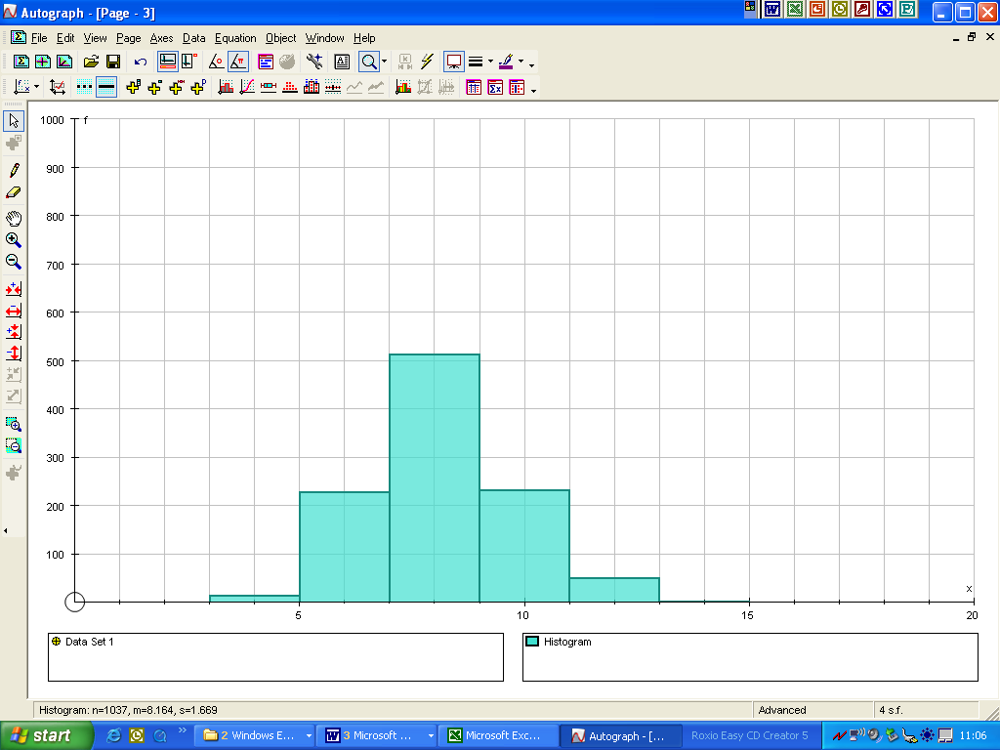 Autograph - [Page - 3]
File Edit View Page Axes Data Equation Object Window Help
1000 f
900
800
700
600
500
400
300
200
100
x
5 10 15 20
Data Set 1
Histogram
Histogram: n=1037, m=8.164, s=1.669 Advanced 4 s.f.
start 2 Windows E... 3 Microsoft ... Microsoft Exc... Autograph - [... Roxio Easy CD Creator 5 11:06